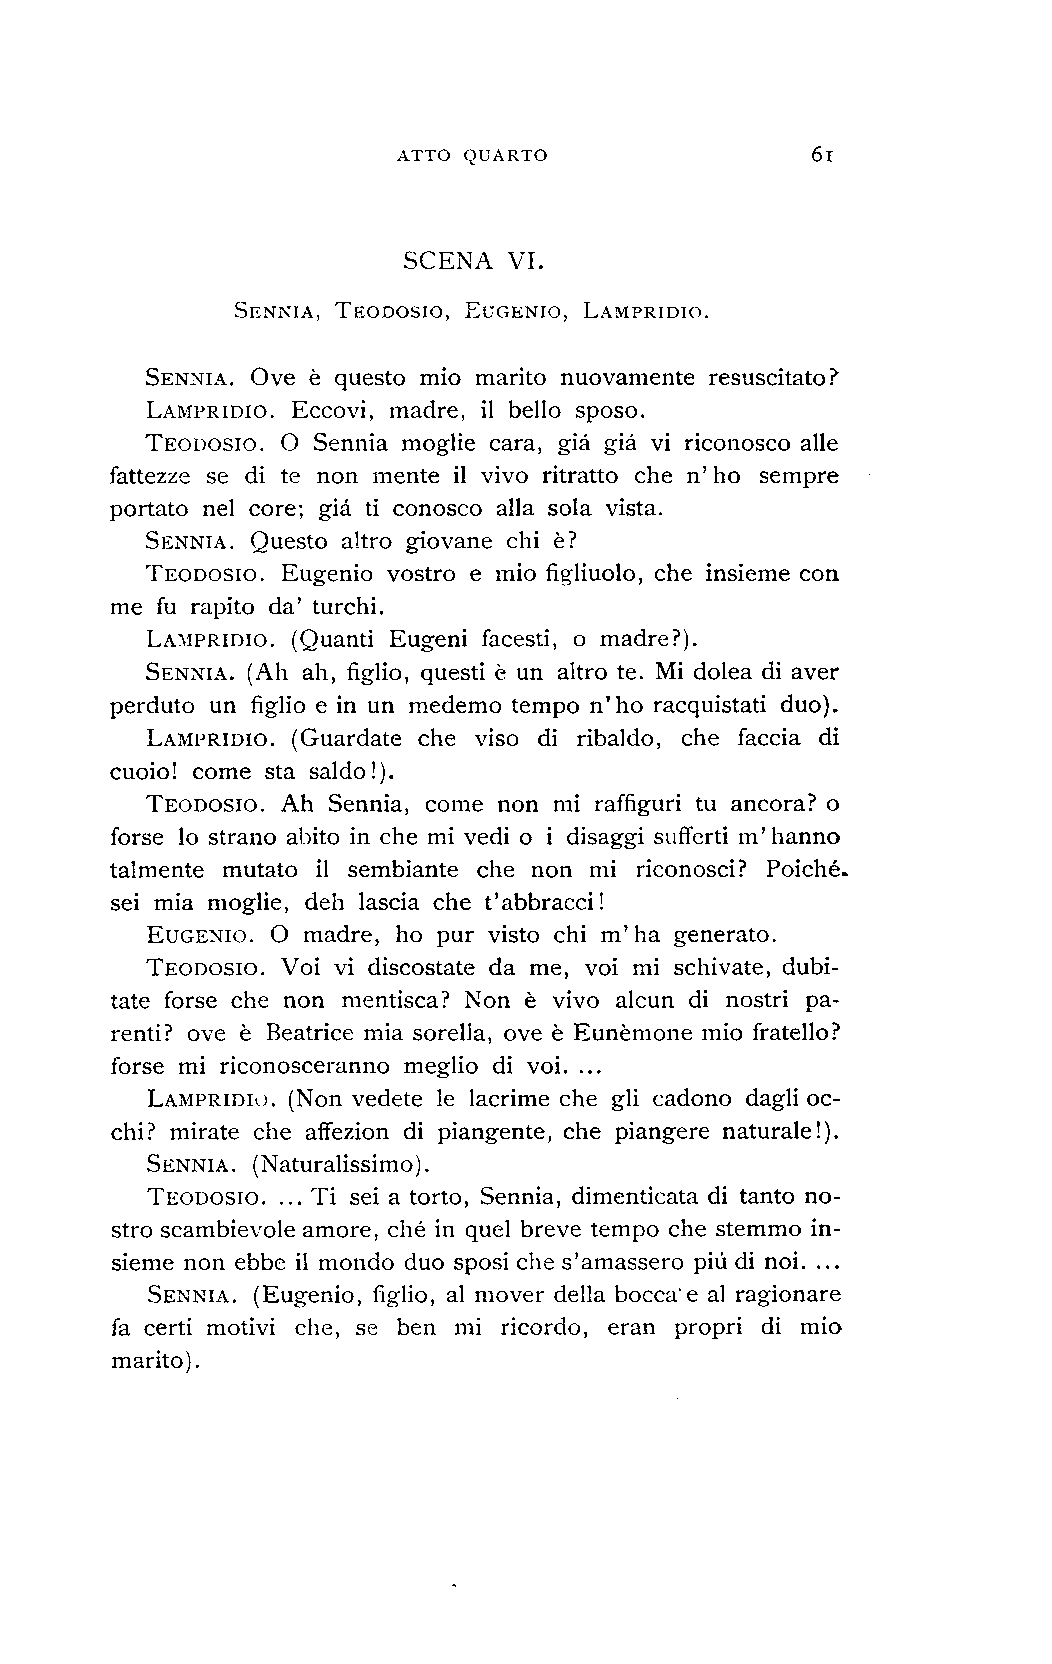 ATTO QUARTO 61
SCENA VI.
SENNIA, TEODOSIO, EUGENIO, LAMPRIDIO.
SENNIA. Ove è questo mio marito nuovamente resuscitato?
LAMPRIDIO. Eccovi, madre, il bello sposo.
TEODOSIO. O Sennia moglie cara, giá giá vi riconosco alle
fattezze se di te non mente il vivo ritratto che n'ho sempre
portato nel core; giá ti conosco alla sola vista.
SENNIA. Questo altro giovane chi è?
TEODOSIO. Eugenio vostro e mio figliuolo, che insieme con
me fu rapito da' turchi.
LAMPRIDIO. (Quanti Eugeni facesti, o madre?).
SENNIA. (Ah ah, figlio, questi è un altro te. Mi dolea di aver
perduto un figlio e in un medemo tempo n'ho racquistati duo).
LAMPRIDIO. (Guardate che viso di ribaldo, che faccia di
cuoio! come sta saldo!).
TEODOSIO. Ah Sennia, come non mi raffiguri tu ancora? o
forse lo strano abito in che mi vedi o i disaggi sufferti m'hanno
talmente mutato il sembiante che non mi riconosci? Poiché
sei mia moglie, deh lascia che t'abbracci!
EUGENIO. O madre, ho pur visto chi m'ha generato.
TEODOSIO. Voi vi discostate da me, voi mi schivate, dubi-
tate forse che non mentisca? Non è vivo alcun di nostri pa-
renti? ove è Beatrice mia sorella, ove è Eunèmone mio fratello?
forse mi riconosceranno meglio di voi. ...
LAMPRIDIO. (Non vedete le lacrime che gli cadono dagli oc-
chi? mirate che affezion di piangente, che piangere naturale!).
SENNIA. (Naturalissimo).
TEODOSIO. ... Ti sei a torto, Sennia, dimenticata di tanto no-
stro scambievole amore, ché in quel breve tempo che stemmo in-
sieme non ebbe il mondo duo sposi che s'amassero piú di noi. ...
SENNIA. (Eugenio, figlio, al mover della bocca e al ragionare
fa certi motivi che, se ben mi ricordo, eran propri di mio
marito).